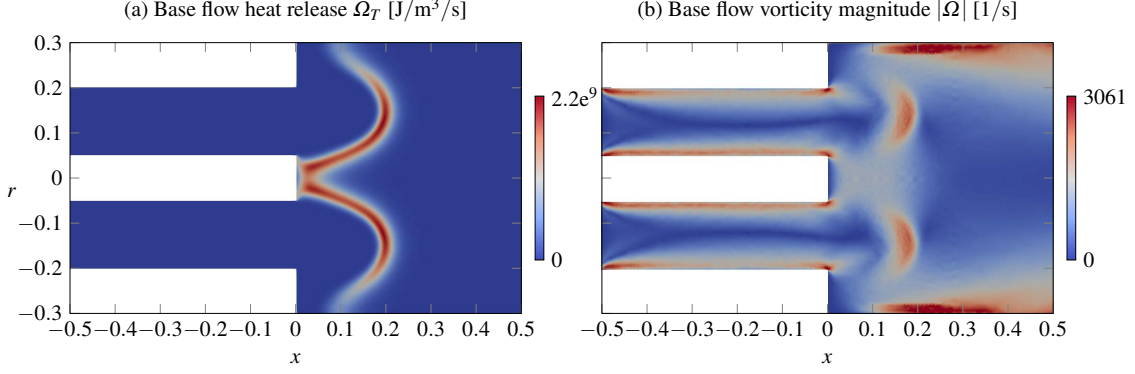 (a) Base flow heat release Ω_T [J/m³/s]
(b) Base flow vorticity magnitude |Ω| [1/s]
0.3
0.2
0.1
0
−0.1
−0.2
−0.3
r
−0.5 −0.4 −0.3 −0.2 −0.1 0 0.1 0.2 0.3 0.4 0.5
x
2.2e⁹
0
−0.5 −0.4 −0.3 −0.2 −0.1 0 0.1 0.2 0.3 0.4 0.5
x
3061
0